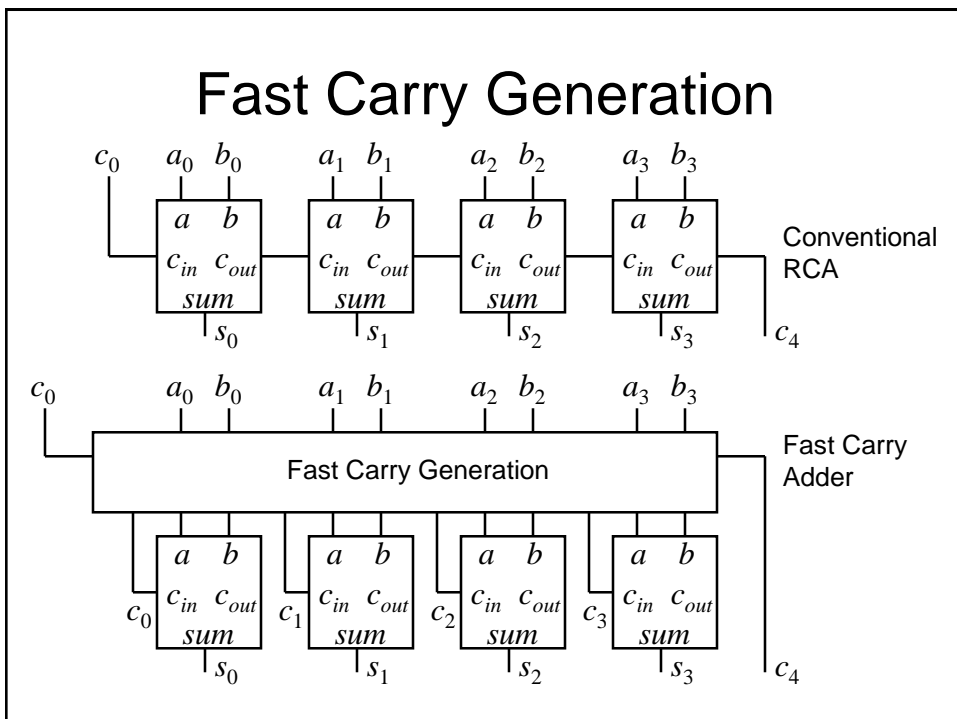 Fast Carry Generation
c0 a0 b0 a1 b1 a2 b2 a3 b3
a b a b a b a b
Conventional
RCA
cin cout cin cout cin cout cin cout
sum sum sum sum
s0 s1 s2 s3 c4
c0 a0 b0 a1 b1 a2 b2 a3 b3
Fast Carry
Adder
Fast Carry Generation
a b a b a b a b
c0 cin cout c1 cin cout c2 cin cout c3 cin cout
sum sum sum sum
s0 s1 s2 s3 c4